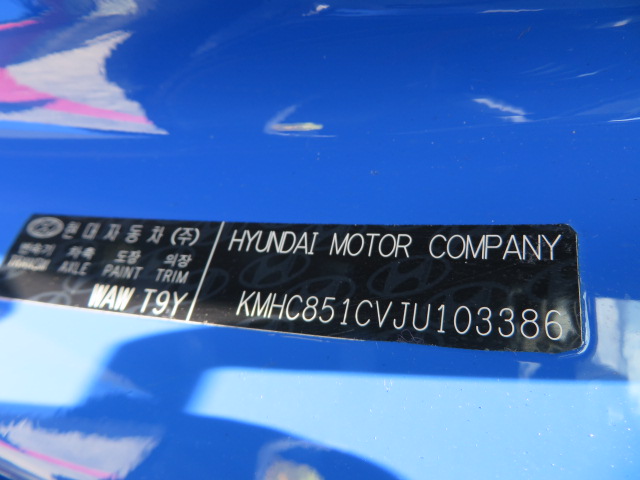 현대자동차(주)
변속기 차축 도장 의장
TRANS AXLE PAINT TRIM
WAW T9Y
HYUNDAI MOTOR COMPANY
KMHC851CVJU103386